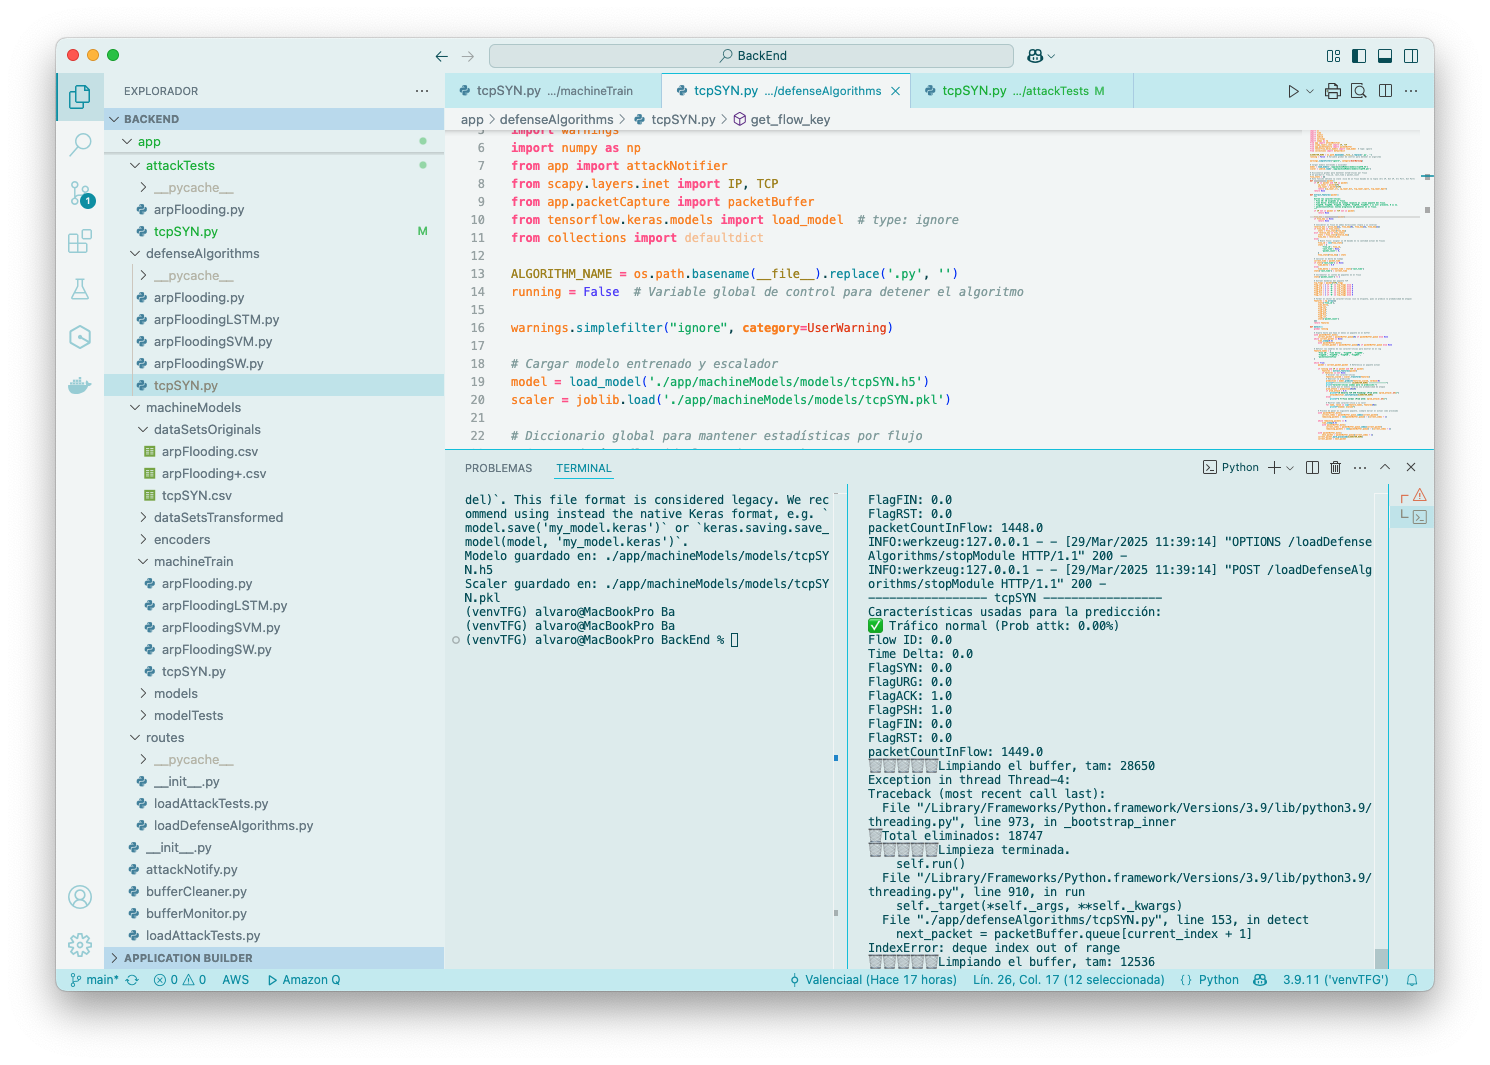 BackEnd
EXPLORADOR
BACKEND
app
attackTests
__pycache__
arpFlooding.py
tcpSYN.py M
defenseAlgorithms
__pycache__
arpFlooding.py
arpFloodingLSTM.py
arpFloodingSVM.py
arpFloodingSW.py
tcpSYN.py
machineModels
dataSetsOriginals
arpFlooding.csv
arpFlooding+.csv
tcpSYN.csv
dataSetsTransformed
encoders
machineTrain
arpFlooding.py
arpFloodingLSTM.py
arpFloodingSVM.py
arpFloodingSW.py
tcpSYN.py
models
modelTests
routes
__pycache__
__init__.py
loadAttackTests.py
loadDefenseAlgorithms.py
__init__.py
attackNotify.py
bufferCleaner.py
bufferMonitor.py
loadAttackTests.py
APPLICATION BUILDER
1
tcpSYN.py .../machineTrain
tcpSYN.py .../defenseAlgorithms
tcpSYN.py .../attackTests M
app > defenseAlgorithms > tcpSYN.py > get_flow_key
5 import warnings
6 import numpy as np
7 from app import attackNotifier
8 from scapy.layers.inet import IP, TCP
9 from app.packetCapture import packetBuffer
10 from tensorflow.keras.models import load_model # type: ignore
11 from collections import defaultdict
12
13 ALGORITHM_NAME = os.path.basename(__file__).replace('.py', '')
14 running = False # Variable global de control para detener el algoritmo
15
16 warnings.simplefilter("ignore", category=UserWarning)
17
18 # Cargar modelo entrenado y escalador
19 model = load_model('./app/machineModels/models/tcpSYN.h5')
20 scaler = joblib.load('./app/machineModels/models/tcpSYN.pkl')
21
22 # Diccionario global para mantener estadísticas por flujo
PROBLEMAS TERMINAL
Python
del)`. This file format is considered legacy. We rec
ommend using instead the native Keras format, e.g. `
model.save('my_model.keras')` or `keras.saving.save_
model(model, 'my_model.keras')`.
Modelo guardado en: ./app/machineModels/models/tcpSY
N.h5
Scaler guardado en: ./app/machineModels/models/tcpSY
N.pkl
(venvTFG) alvaro@MacBookPro Ba
(venvTFG) alvaro@MacBookPro Ba
(venvTFG) alvaro@MacBookPro BackEnd %
FlagFIN: 0.0
FlagRST: 0.0
packetCountInFlow: 1448.0
INFO:werkzeug:127.0.0.1 - - [29/Mar/2025 11:39:14] "OPTIONS /loadDefense
Algorithms/stopModule HTTP/1.1" 200 -
INFO:werkzeug:127.0.0.1 - - [29/Mar/2025 11:39:14] "POST /loadDefenseAlg
orithms/stopModule HTTP/1.1" 200 -
----------------- tcpSYN -----------------
Características usadas para la predicción:
✅ Tráfico normal (Prob attk: 0.00%)
Flow ID: 0.0
Time Delta: 0.0
FlagSYN: 0.0
FlagURG: 0.0
FlagACK: 1.0
FlagPSH: 1.0
FlagFIN: 0.0
FlagRST: 0.0
packetCountInFlow: 1449.0
🗑️🗑️🗑️🗑️🗑️Limpiando el buffer, tam: 28650
Exception in thread Thread-4:
Traceback (most recent call last):
File "/Library/Frameworks/Python.framework/Versions/3.9/lib/python3.9/
threading.py", line 973, in _bootstrap_inner
🗑️Total eliminados: 18747
🗑️🗑️🗑️🗑️🗑️Limpieza terminada.
self.run()
File "/Library/Frameworks/Python.framework/Versions/3.9/lib/python3.9/
threading.py", line 910, in run
self._target(*self._args, **self._kwargs)
File "./app/defenseAlgorithms/tcpSYN.py", line 153, in detect
next_packet = packetBuffer.queue[current_index + 1]
IndexError: deque index out of range
🗑️🗑️🗑️🗑️🗑️Limpiando el buffer, tam: 12536
main* 0 0 AWS Amazon Q Valenciaal (Hace 17 horas) Lín. 26, Col. 17 (12 seleccionada) Python 3.9.11 ('venvTFG')